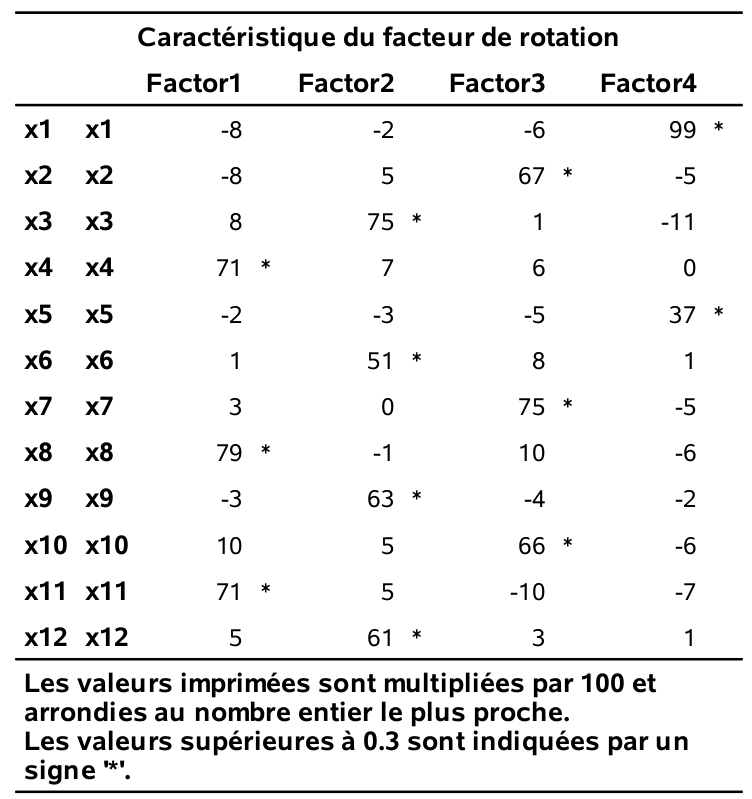 Caractéristique du facteur de rotation
Factor1 Factor2 Factor3 Factor4
x1 x1 -8 -2 -6 99 *
x2 x2 -8 5 67 * -5
x3 x3 8 75 * 1 -11
x4 x4 71 * 7 6 0
x5 x5 -2 -3 -5 37 *
x6 x6 1 51 * 8 1
x7 x7 3 0 75 * -5
x8 x8 79 * -1 10 -6
x9 x9 -3 63 * -4 -2
x10 x10 10 5 66 * -6
x11 x11 71 * 5 -10 -7
x12 x12 5 61 * 3 1
Les valeurs imprimées sont multipliées par 100 et
arrondies au nombre entier le plus proche.
Les valeurs supérieures à 0.3 sont indiquées par un
signe '*'.